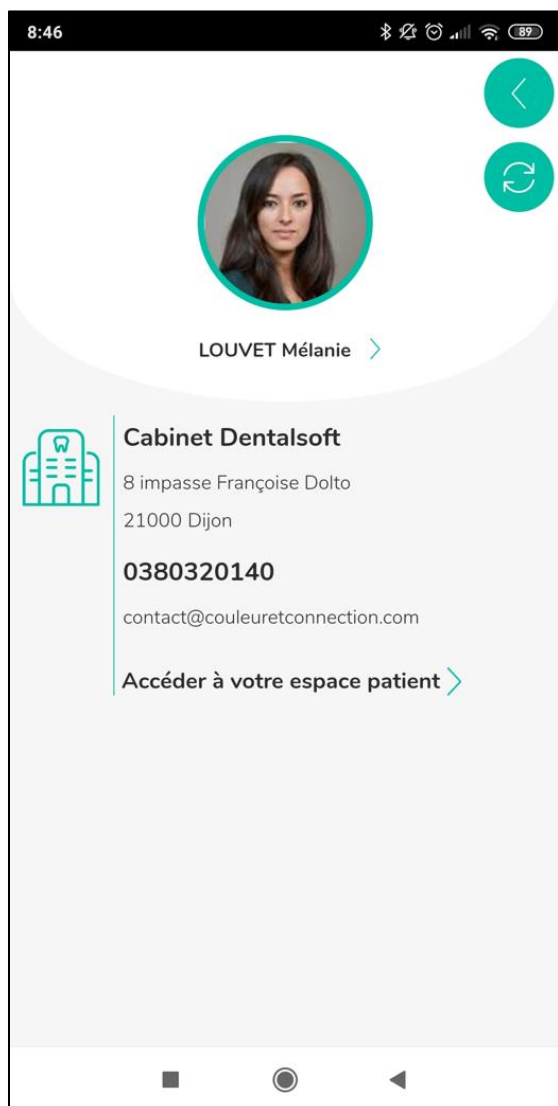 8:46
89
LOUVET Mélanie
Cabinet Dentalsoft
8 impasse Françoise Dolto
21000 Dijon
0380320140
contact@couleuretconnection.com
Accéder à votre espace patient